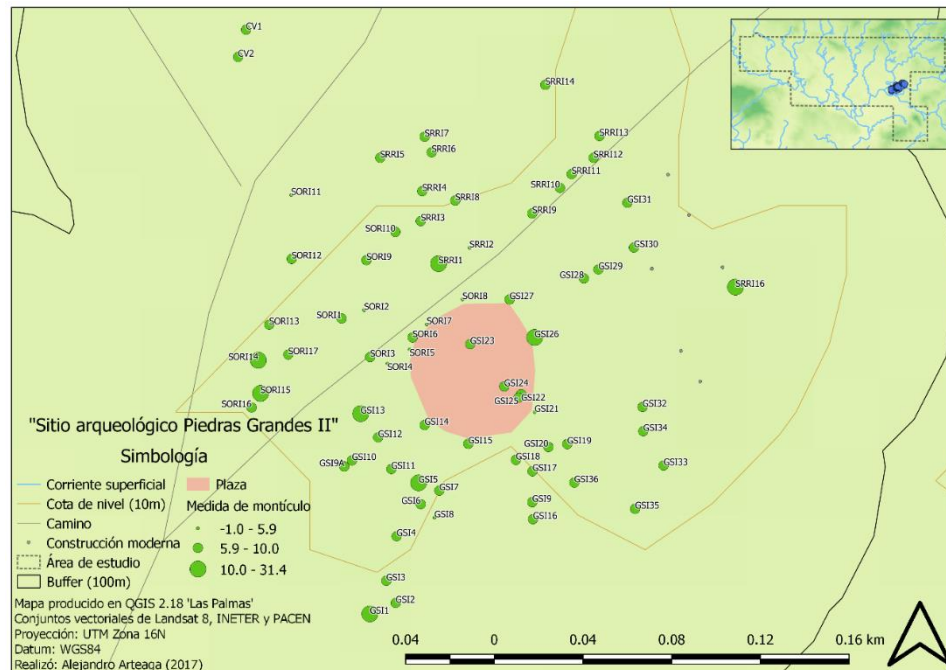 CV1
CV2
SRRI14
SRRI7
SRRI6
SRRI5
SRRI13
SRRI12
SRRI11
SRRI10
SORI11
SRRI4
SRRI8
SRRI9
GSI31
SRRI3
SORI10
SRRI2
GSI30
SORI12
SORI9
SRRI1
GSI29
GSI28
SRRI16
SORI8
GSI27
SORI2
SORI1
SORI13
SORI7
SORI6
GSI26
GSI23
SORI5
SORI17
SORI14
SORI3
SORI4
GSI24
SORI15
GSI22
GSI25
SORI16
GSI21
GSI32
GSI13
GSI14
GSI34
GSI12
GSI15
GSI20
GSI19
GSI10
GSI9A
GSI11
GSI18
GSI17
GSI33
GSI5
GSI7
GSI36
GSI6
GSI9
GSI8
GSI16
GSI35
GSI4
GSI3
GSI2
GSI1
"Sitio arqueológico Piedras Grandes II"
Simbología
Corriente superficial
Cota de nivel (10m)
Camino
Construcción moderna
Área de estudio
Buffer (100m)
Plaza
Medida de montículo
-1.0 - 5.9
5.9 - 10.0
10.0 - 31.4
Mapa producido en QGIS 2.18 'Las Palmas'
Conjuntos vectoriales de Landsat 8, INETER y PACEN
Proyección: UTM Zona 16N
Datum: WGS84
Realizó: Alejandro Arteaga (2017)
0.04 0 0.04 0.08 0.12 0.16 km